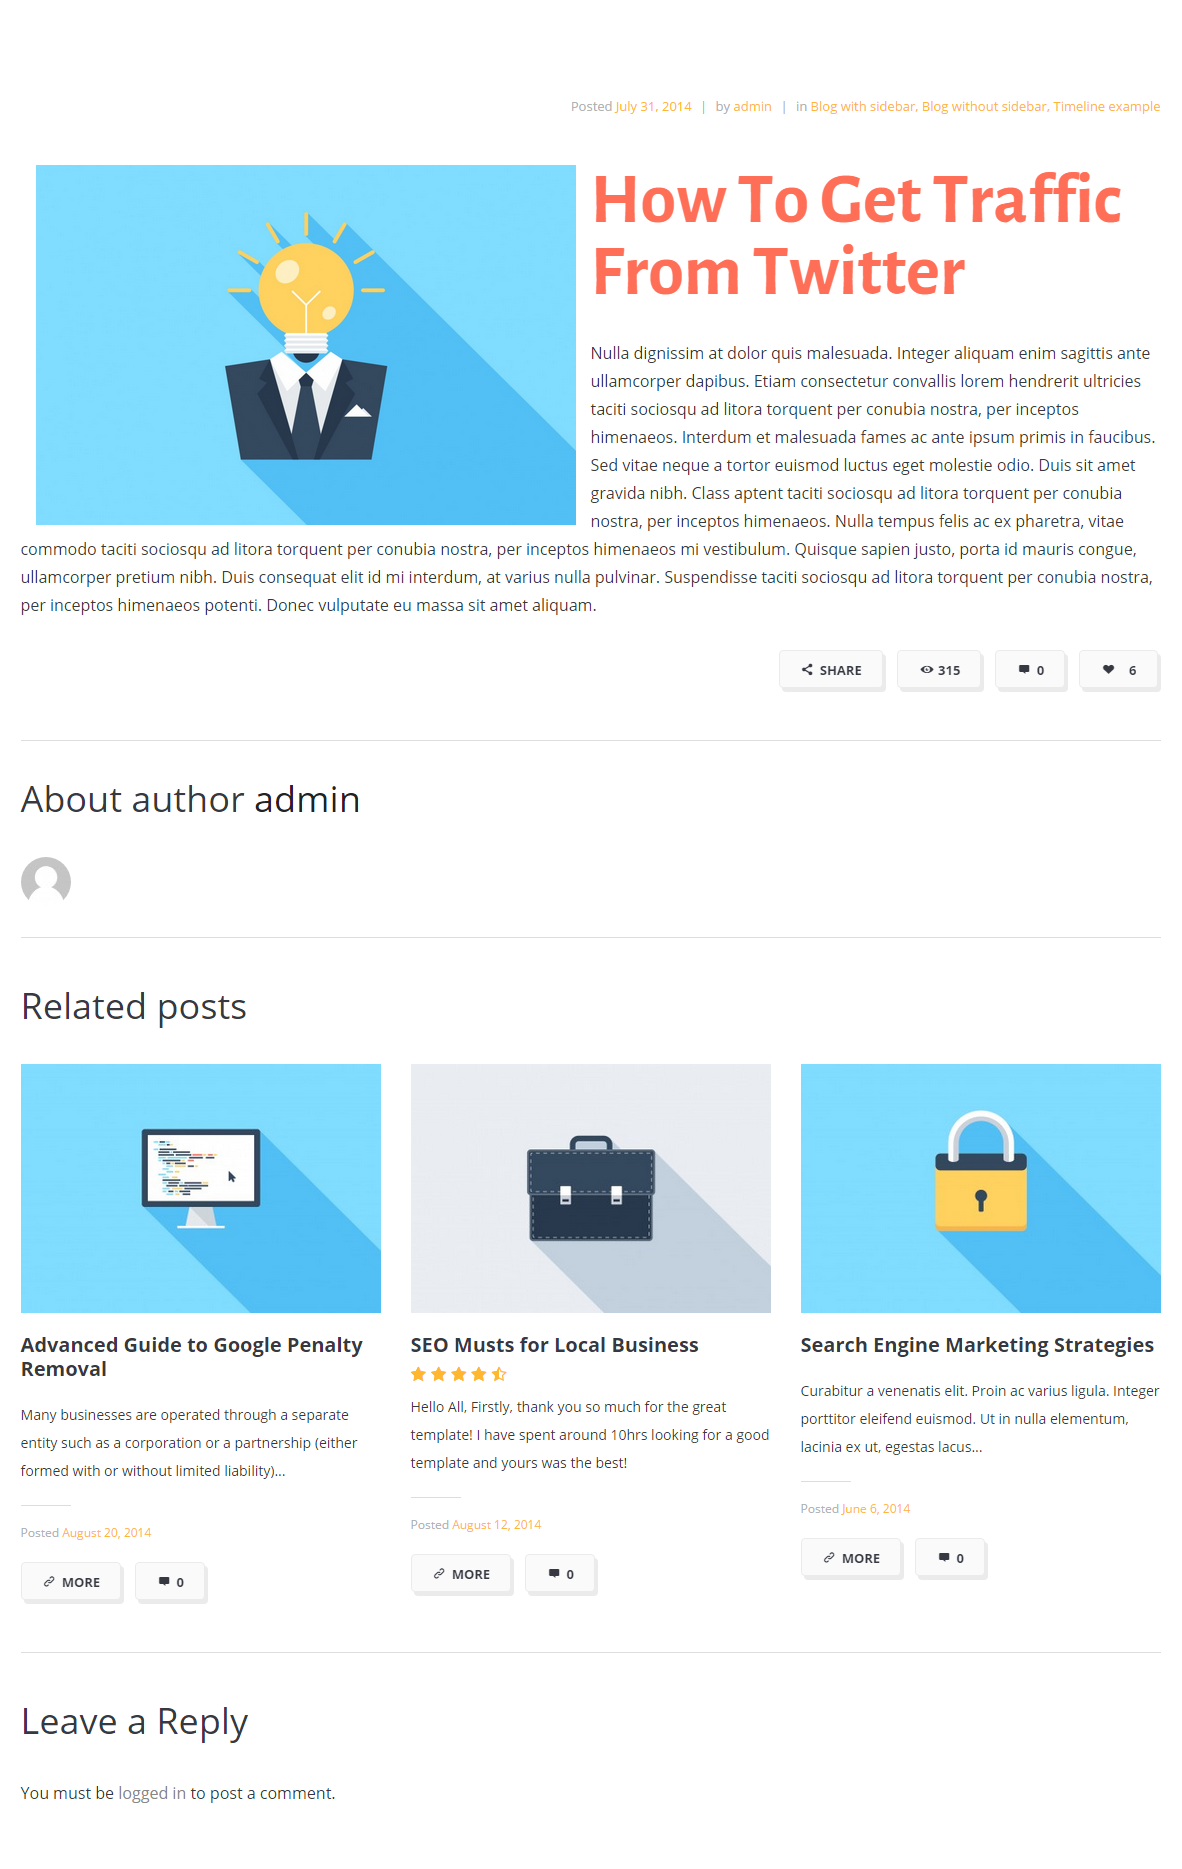 Posted July 31, 2014 | by admin | in Blog with sidebar, Blog without sidebar, Timeline example
How To Get Traffic
From Twitter
Nulla dignissim at dolor quis malesuada. Integer aliquam enim sagittis ante
ullamcorper dapibus. Etiam consectetur convallis lorem hendrerit ultricies
taciti sociosqu ad litora torquent per conubia nostra, per inceptos
himenaeos. Interdum et malesuada fames ac ante ipsum primis in faucibus.
Sed vitae neque a tortor euismod luctus eget molestie odio. Duis sit amet
gravida nibh. Class aptent taciti sociosqu ad litora torquent per conubia
nostra, per inceptos himenaeos. Nulla tempus felis ac ex pharetra, vitae
commodo taciti sociosqu ad litora torquent per conubia nostra, per inceptos himenaeos mi vestibulum. Quisque sapien justo, porta id mauris congue,
ullamcorper pretium nibh. Duis consequat elit id mi interdum, at varius nulla pulvinar. Suspendisse taciti sociosqu ad litora torquent per conubia nostra,
per inceptos himenaeos potenti. Donec vulputate eu massa sit amet aliquam.
SHARE 315 0 6
About author admin
Related posts
Advanced Guide to Google Penalty
Removal
Many businesses are operated through a separate
entity such as a corporation or a partnership (either
formed with or without limited liability)...
Posted August 20, 2014
MORE 0
SEO Musts for Local Business
Hello All, Firstly, thank you so much for the great
template! I have spent around 10hrs looking for a good
template and yours was the best!
Posted August 12, 2014
MORE 0
Search Engine Marketing Strategies
Curabitur a venenatis elit. Proin ac varius ligula. Integer
porttitor eleifend euismod. Ut in nulla elementum,
lacinia ex ut, egestas lacus...
Posted June 6, 2014
MORE 0
Leave a Reply
You must be logged in to post a comment.